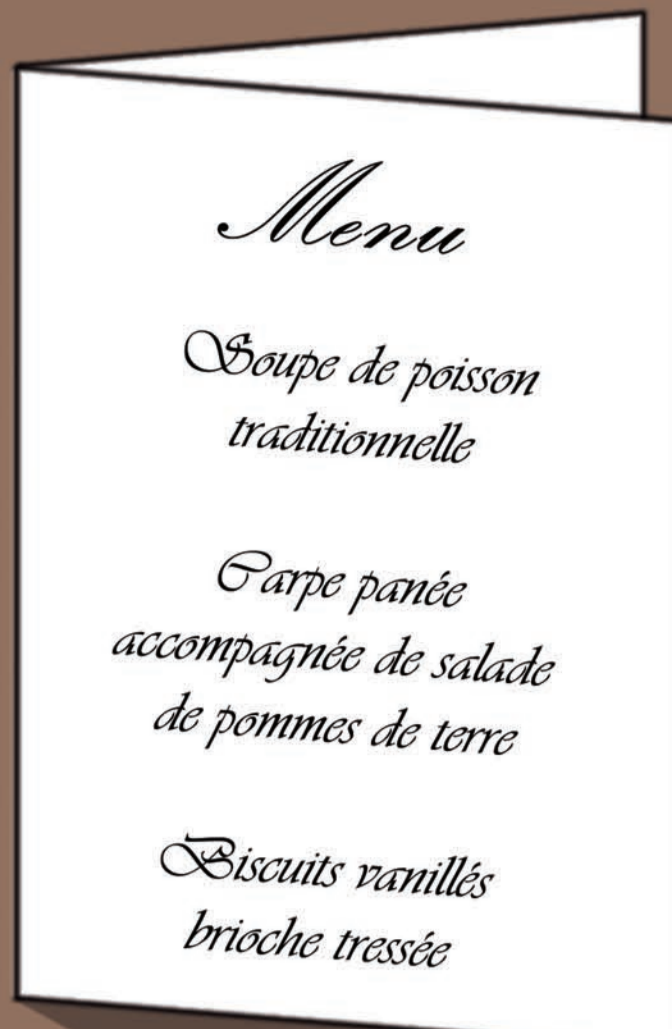 Menu
Soupe de poisson
traditionnelle
Carpe panée
accompagnée de salade
de pommes de terre
Biscuits vanillés
brioche tressée